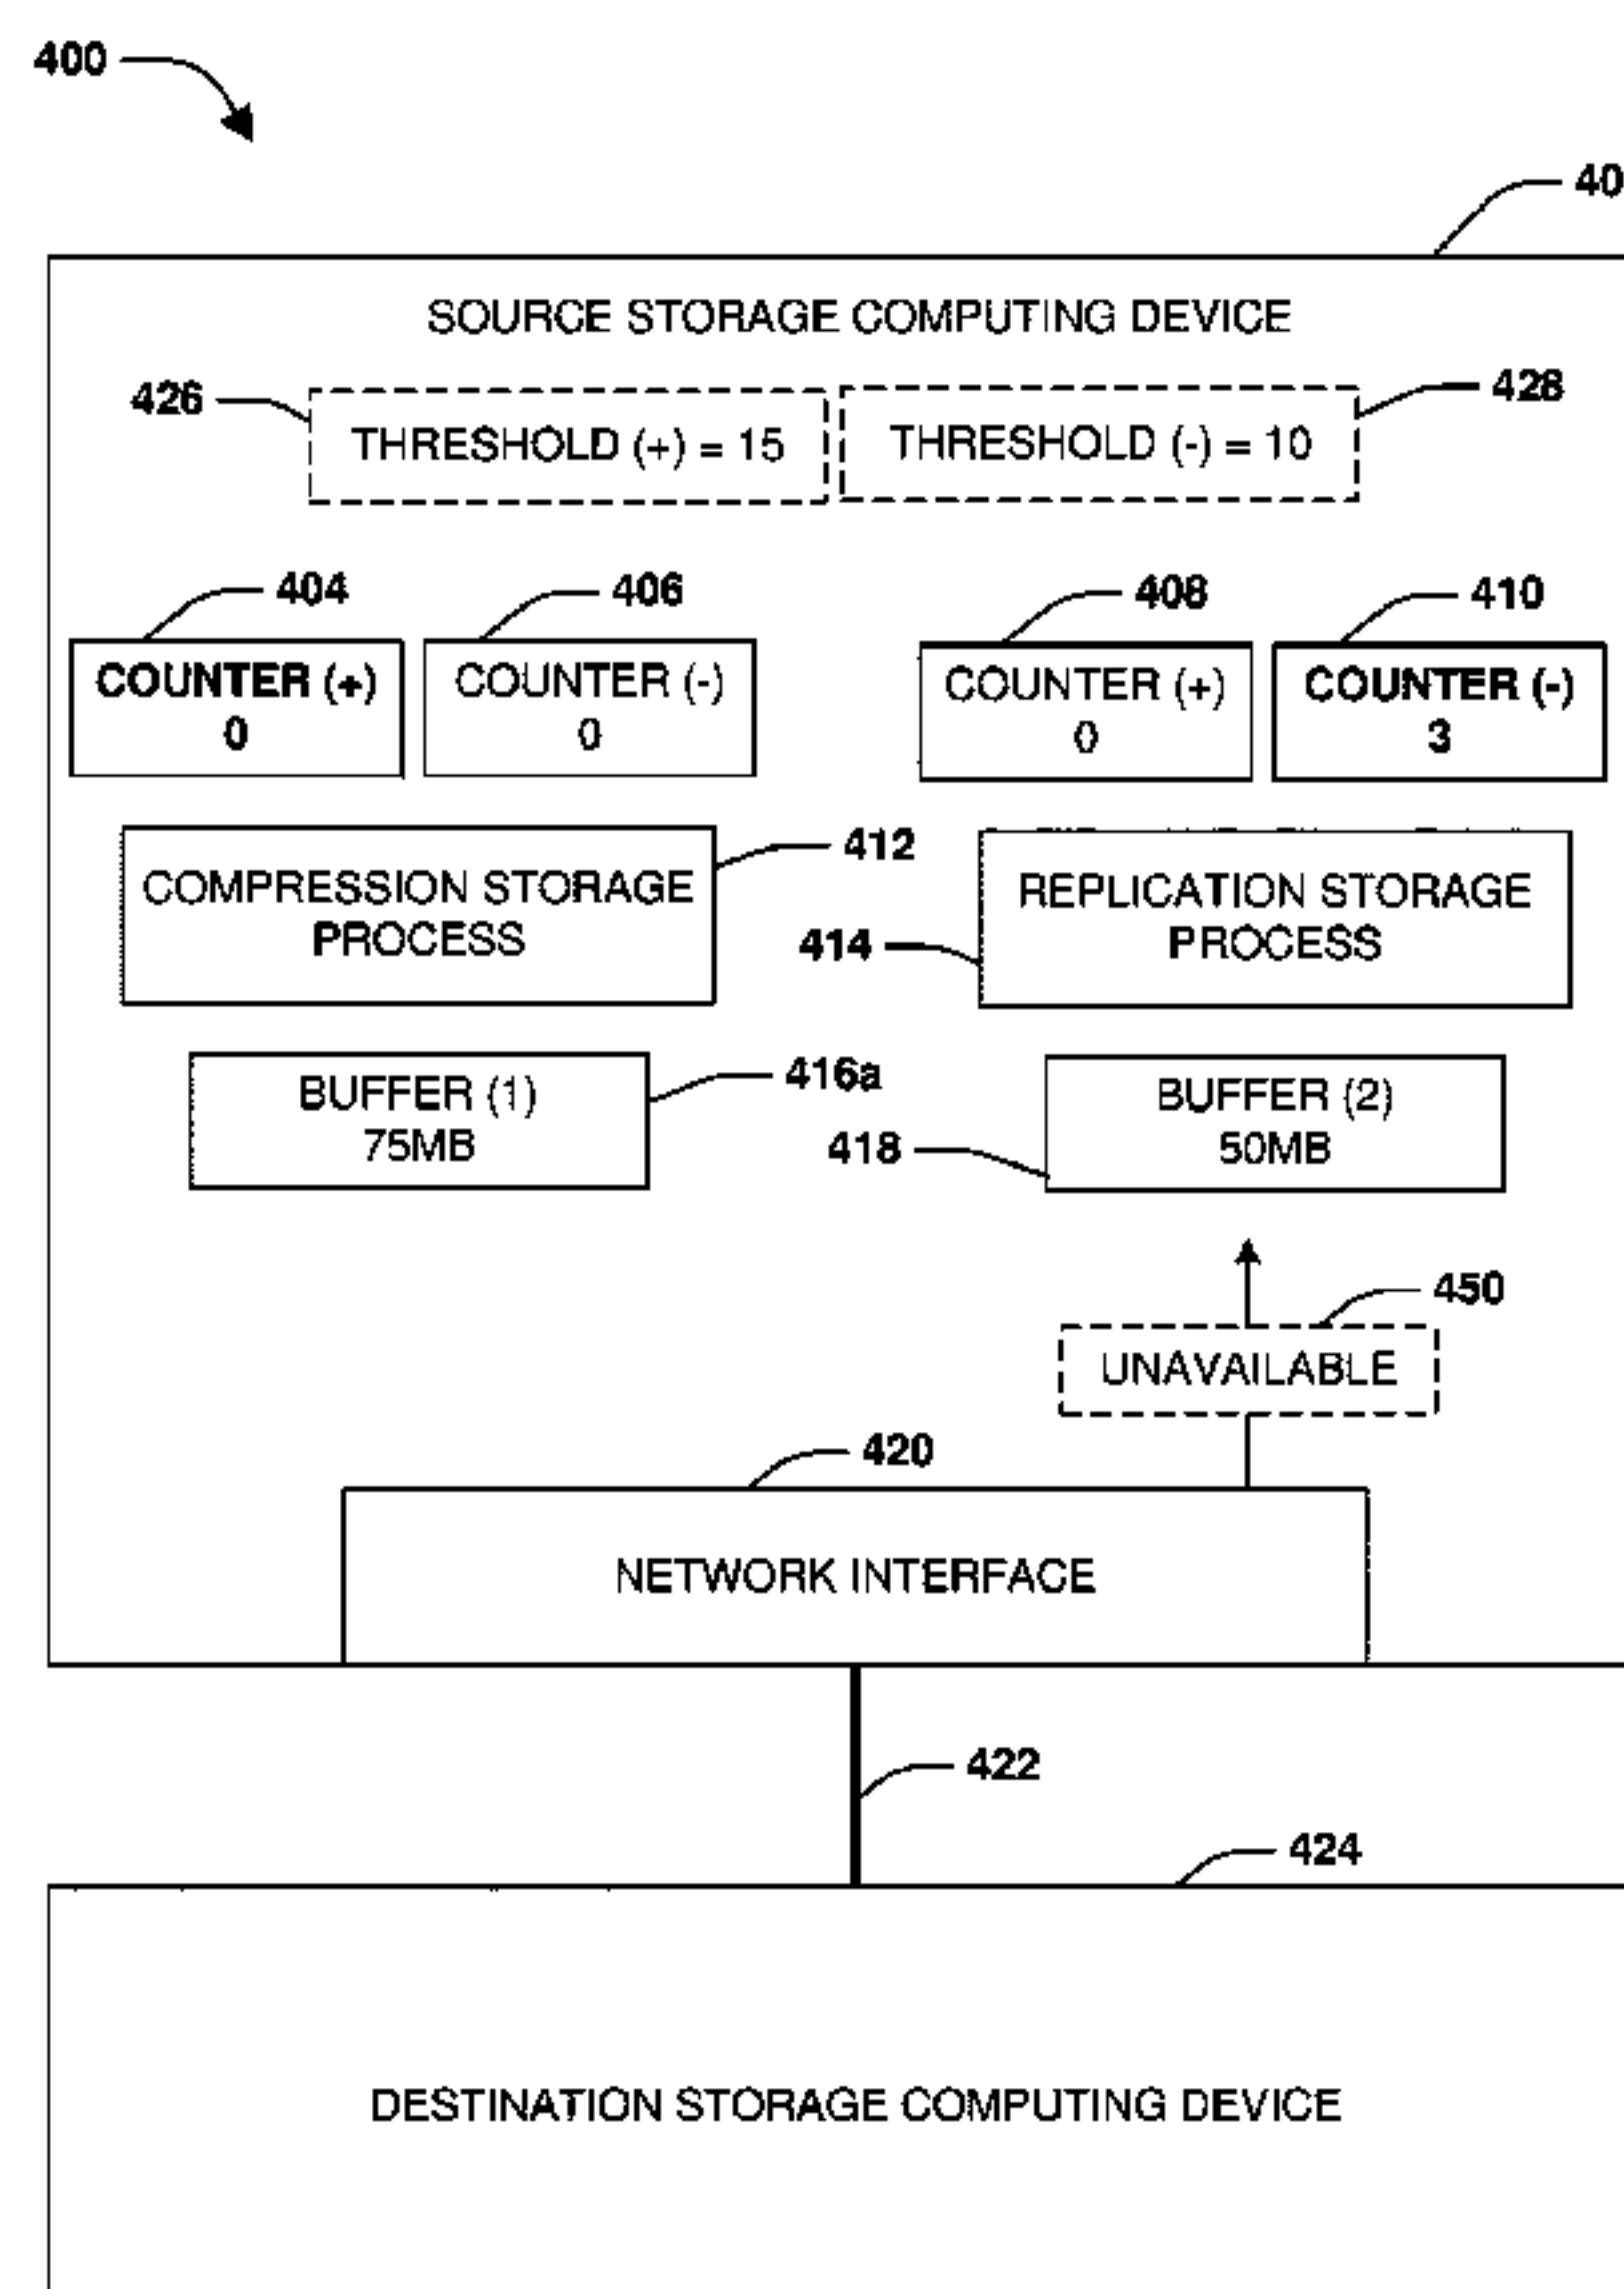 400
40
SOURCE STORAGE COMPUTING DEVICE
426
428
THRESHOLD (+) = 15
THRESHOLD (-) = 10
404
406
408
410
COUNTER (+)
0
COUNTER (-)
0
COUNTER (+)
0
COUNTER (-)
3
412
COMPRESSION STORAGE
PROCESS
414
REPLICATION STORAGE
PROCESS
BUFFER (1)
75MB
416a
418
BUFFER (2)
50MB
450
UNAVAILABLE
420
NETWORK INTERFACE
422
424
DESTINATION STORAGE COMPUTING DEVICE